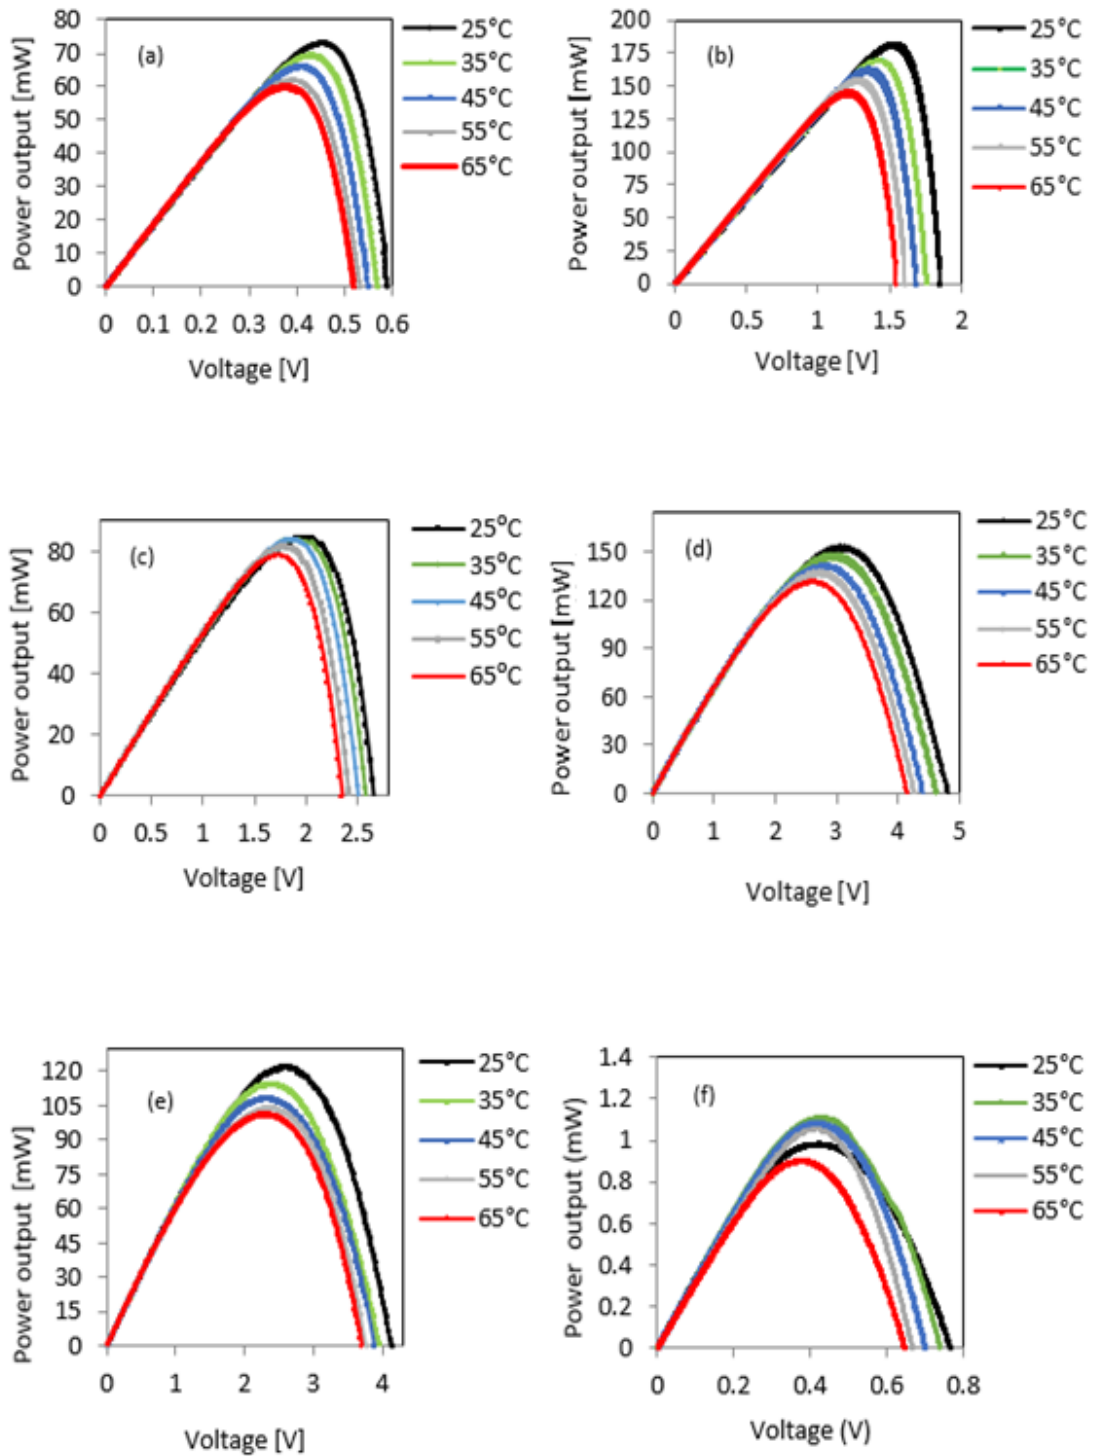 (a)
Power output [mW]
80
70
60
50
40
30
20
10
0
0 0.1 0.2 0.3 0.4 0.5 0.6
Voltage [V]
25°C
35°C
45°C
55°C
65°C
(b)
Power output [mW]
200
175
150
125
100
75
50
25
0
0 0.5 1 1.5 2
Voltage [V]
25°C
35°C
45°C
55°C
65°C
(c)
Power output [mW]
80
60
40
20
0
0 0.5 1 1.5 2 2.5
Voltage [V]
25°C
35°C
45°C
55°C
65°C
(d)
Power output [mW]
150
120
90
60
30
0
0 1 2 3 4 5
Voltage [V]
25°C
35°C
45°C
55°C
65°C
(e)
Power output [mW]
120
105
90
75
60
45
30
15
0
0 1 2 3 4
Voltage [V]
25°C
35°C
45°C
55°C
65°C
(f)
Power output (mW)
1.4
1.2
1
0.8
0.6
0.4
0.2
0
0 0.2 0.4 0.6 0.8
Voltage (V)
25°C
35°C
45°C
55°C
65°C